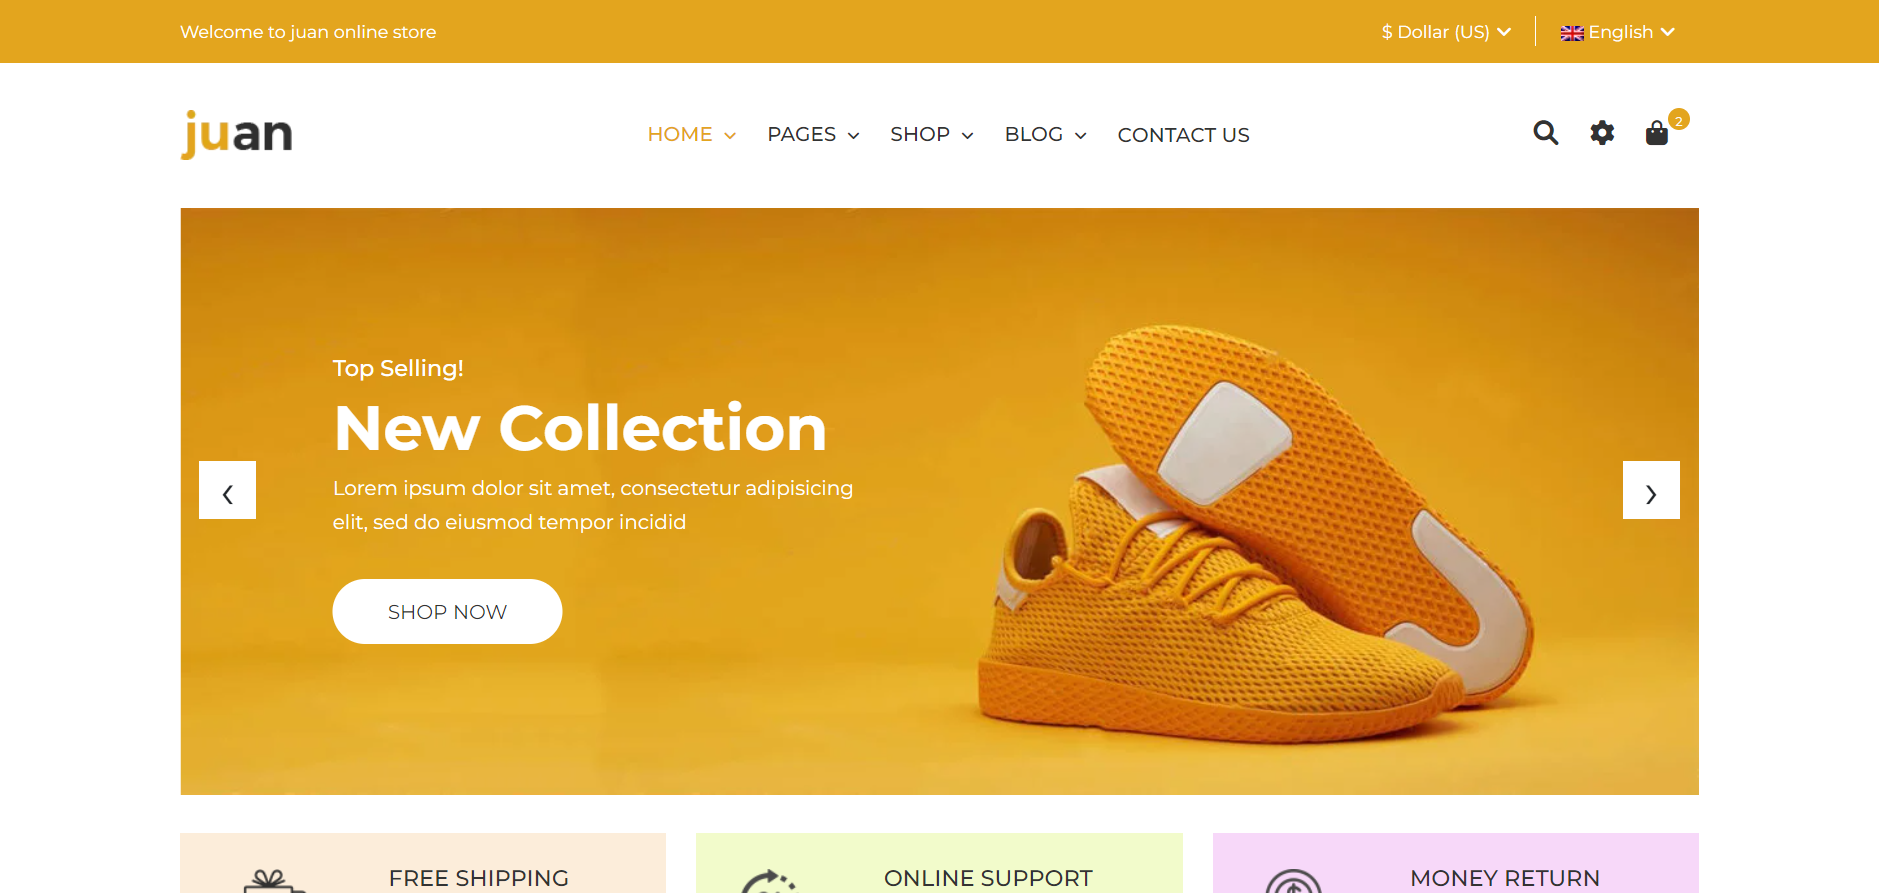 Welcome to juan online store
$ Dollar (US)
English
juan
HOME
PAGES
SHOP
BLOG
CONTACT US
2
Top Selling!
New Collection
Lorem ipsum dolor sit amet, consectetur adipisicing
elit, sed do eiusmod tempor incidid
SHOP NOW
FREE SHIPPING
ONLINE SUPPORT
MONEY RETURN